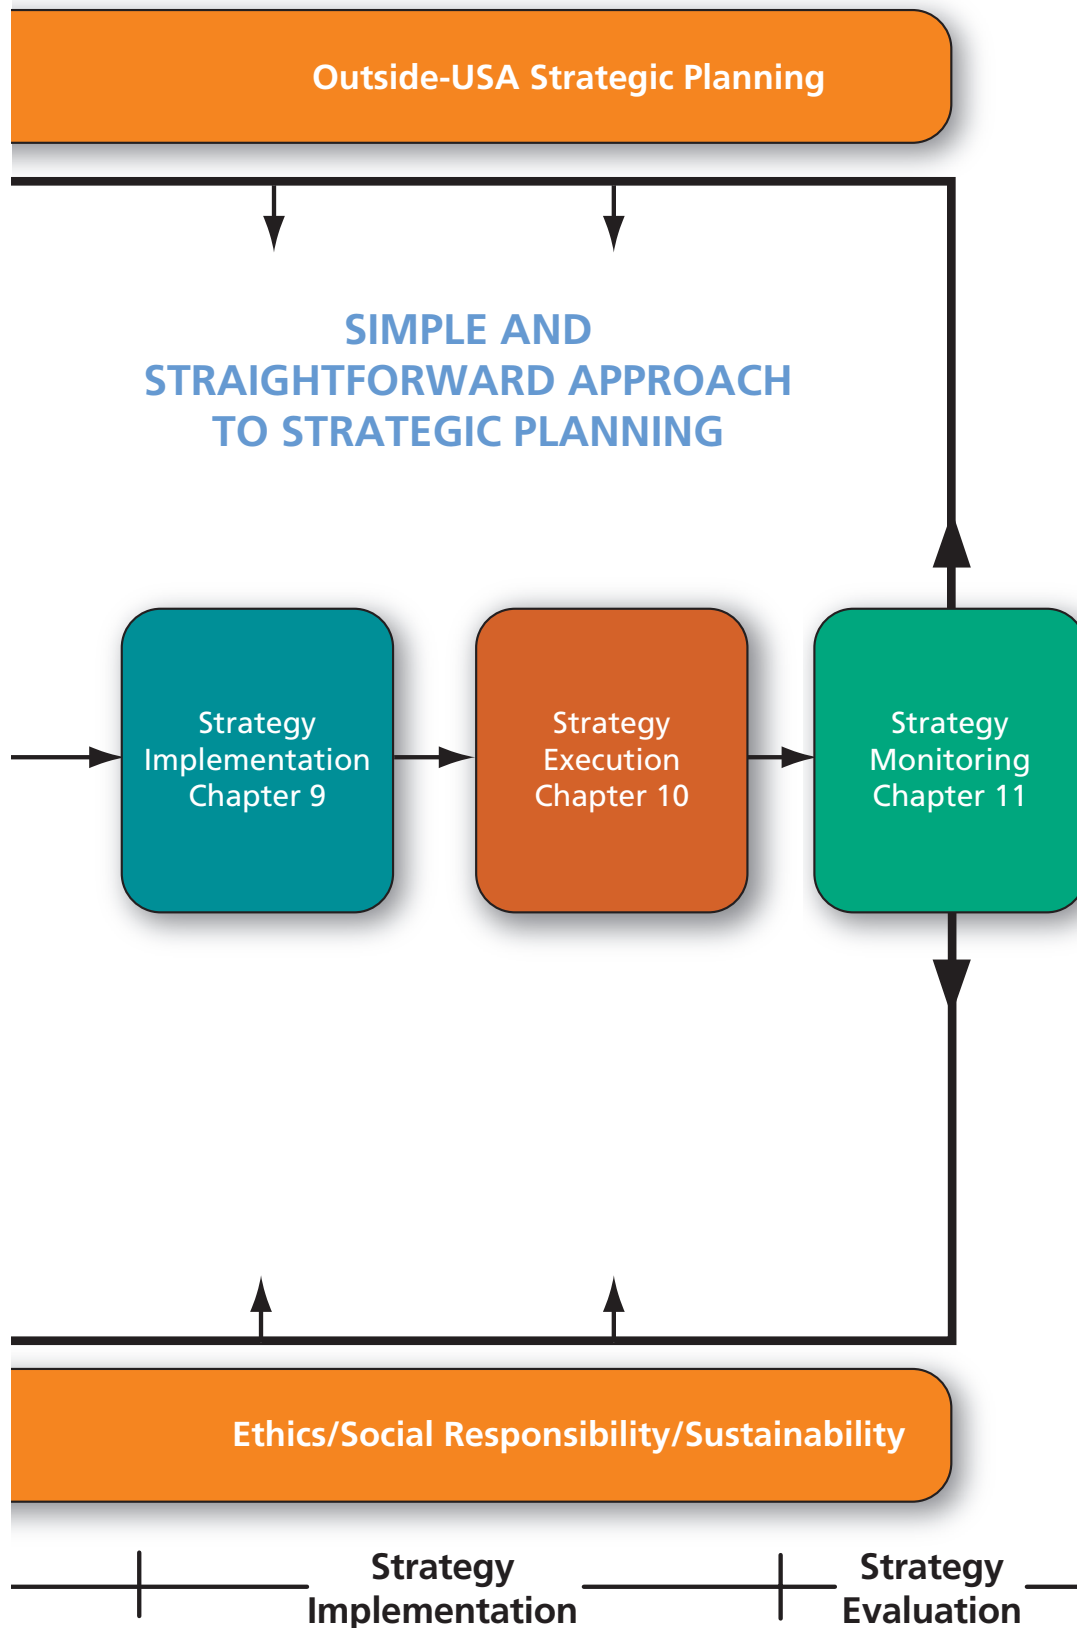 Outside-USA Strategic Planning
SIMPLE AND
STRAIGHTFORWARD APPROACH
TO STRATEGIC PLANNING
Strategy
Implementation
Chapter 9
Strategy
Execution
Chapter 10
Strategy
Monitoring
Chapter 11
Ethics/Social Responsibility/Sustainability
Strategy
Implementation
Strategy
Evaluation